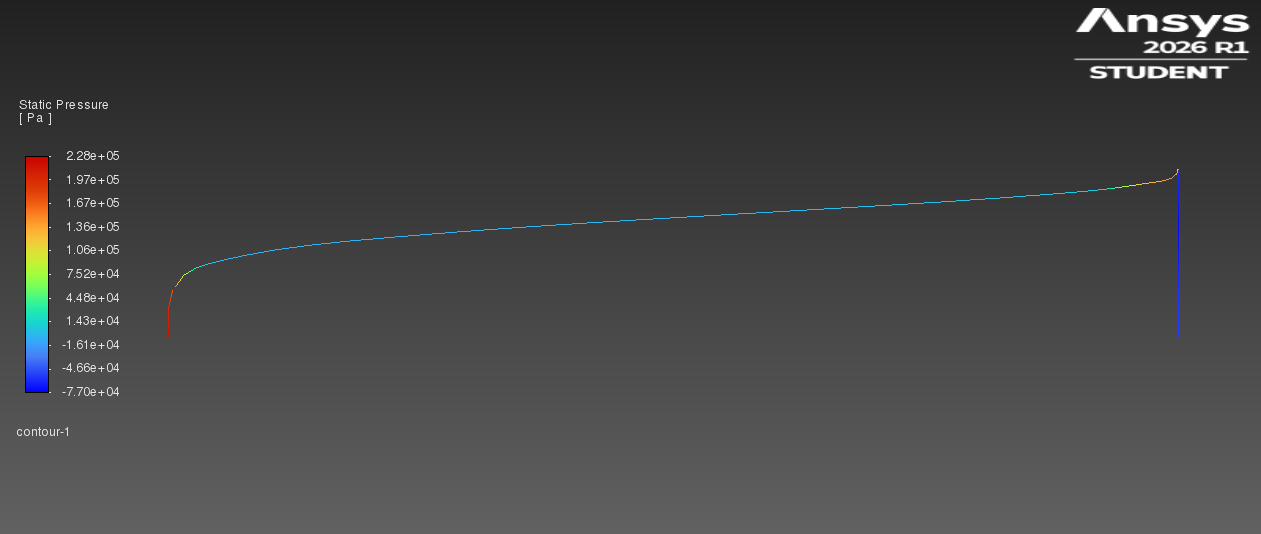 Ansys
2026 R1
STUDENT
Static Pressure
[ Pa ]
2.28e+05
1.97e+05
1.67e+05
1.36e+05
1.06e+05
7.52e+04
4.48e+04
1.43e+04
-1.61e+04
-4.66e+04
-7.70e+04
contour-1